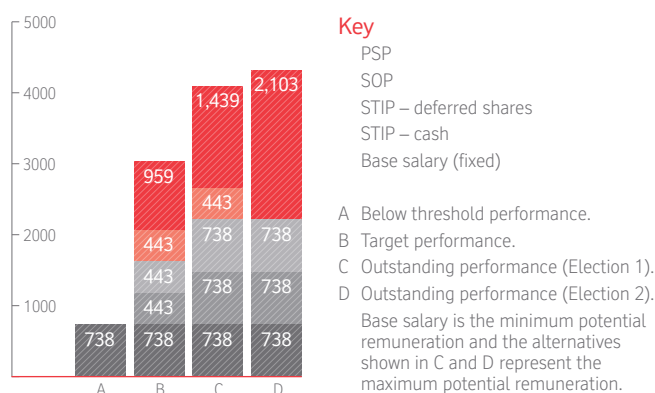 5000
4000
3000
2000
1000
959
443
443
443
738
738
1,439
443
738
738
738
2,103
738
738
738
A
B
C
D
Key
PSP
SOP
STIP – deferred shares
STIP – cash
Base salary (fixed)
A Below threshold performance.
B Target performance.
C Outstanding performance (Election 1).
D Outstanding performance (Election 2).
Base salary is the minimum potential
remuneration and the alternatives
shown in C and D represent the
maximum potential remuneration.